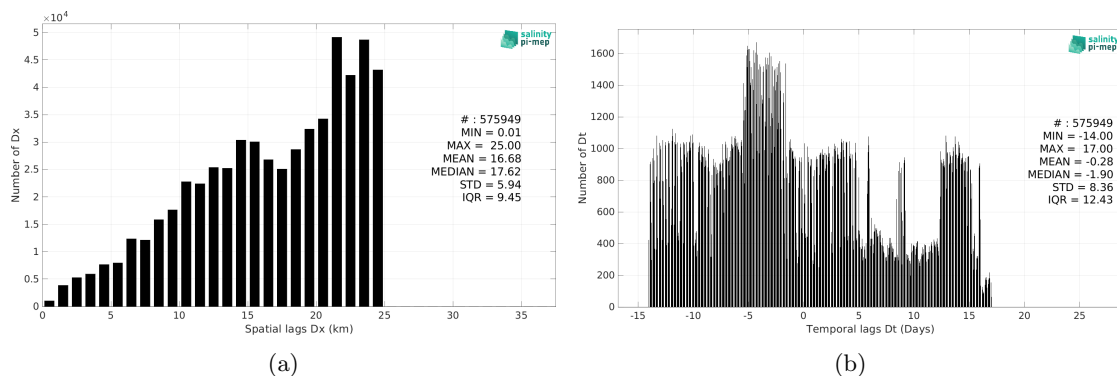 ×10⁴
5
4.5
4
3.5
3
2.5
2
1.5
1
0.5
0
Number of Dx
salinity
pi-mep
# : 575949
MIN = 0.01
MAX = 25.00
MEAN = 16.68
MEDIAN = 17.62
STD = 5.94
IQR = 9.45
0 5 10 15 20 25 30 35
Spatial lags Dx (km)
(a)
1600
1400
1200
1000
800
600
400
200
0
Number of Dt
salinity
pi-mep
# : 575949
MIN = -14.00
MAX = 17.00
MEAN = -0.28
MEDIAN = -1.90
STD = 8.36
IQR = 12.43
-15 -10 -5 0 5 10 15 20 25
Temporal lags Dt (Days)
(b)